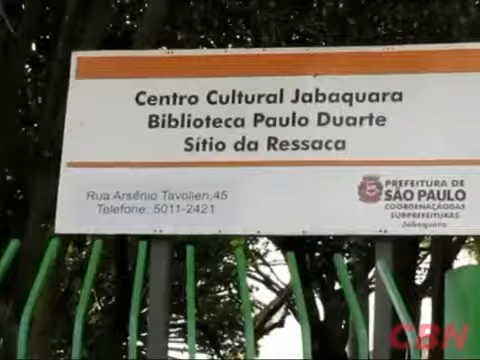 Centro Cultural Jabaquara
Biblioteca Paulo Duarte
Sítio da Ressaca
Rua Arsênio Tavolieri,45
Telefone: 5011-2421
PREFEITURA DE
SÃO PAULO
COORDENAÇÃO DAS
SUBPREFEITURAS
Jabaquara
CBN